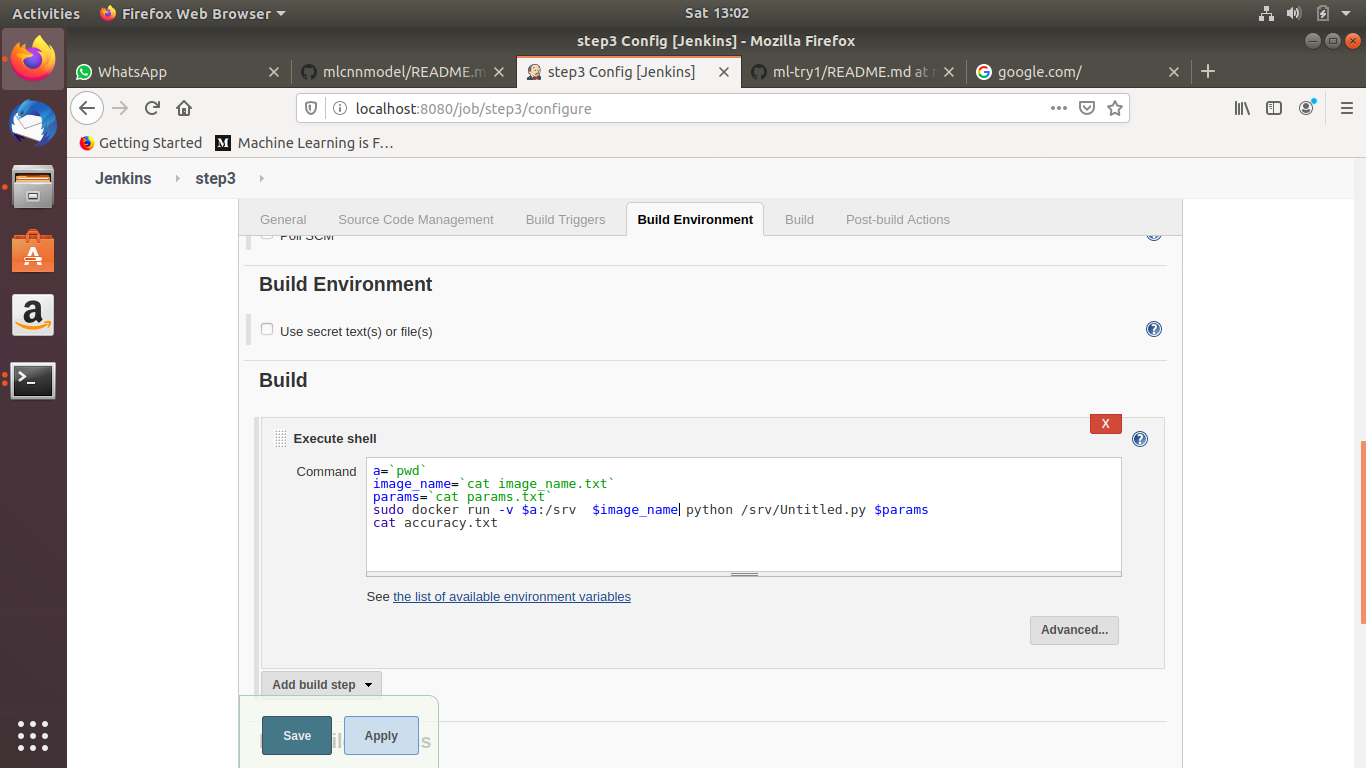 Activities Firefox Web Browser Sat 13:02
step3 Config [Jenkins] - Mozilla Firefox
WhatsApp mlcnnmodel/README.m step3 Config [Jenkins] ml-try1/README.md at google.com/
localhost:8080/job/step3/configure
Getting Started M Machine Learning is F…
Jenkins step3
General Source Code Management Build Triggers Build Environment Build Post-build Actions
Poll SCM
Build Environment
Use secret text(s) or file(s)
Build
X
Execute shell
Command
a=`pwd`
image_name=`cat image_name.txt`
params=`cat params.txt`
sudo docker run -v $a:/srv  $image_name python /srv/Untitled.py $params
cat accuracy.txt
See the list of available environment variables
Advanced...
Add build step
Save Apply